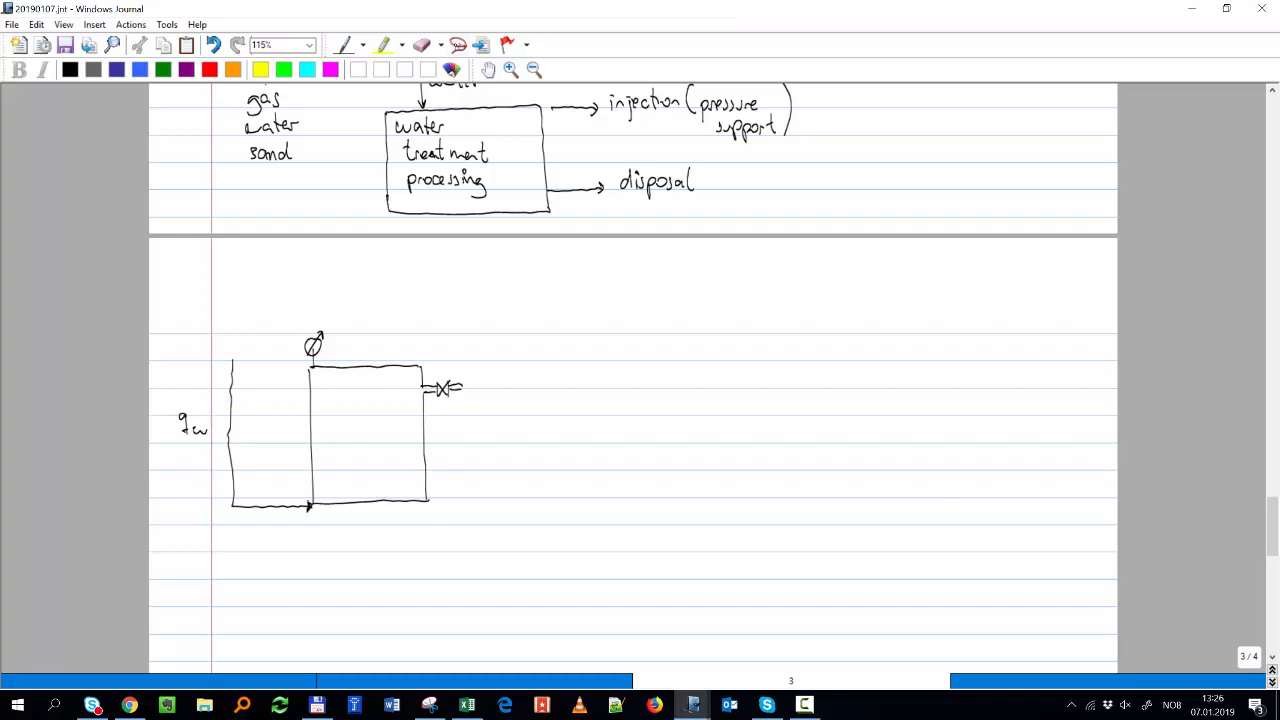 20190107.jnt - Windows Journal
File Edit View Insert Actions Tools Help
115%
B I
gas
water
sand
water
treatment
processing
injection (pressure
support)
disposal
qw
3 / 4
3
NOB
13:26
07.01.2019